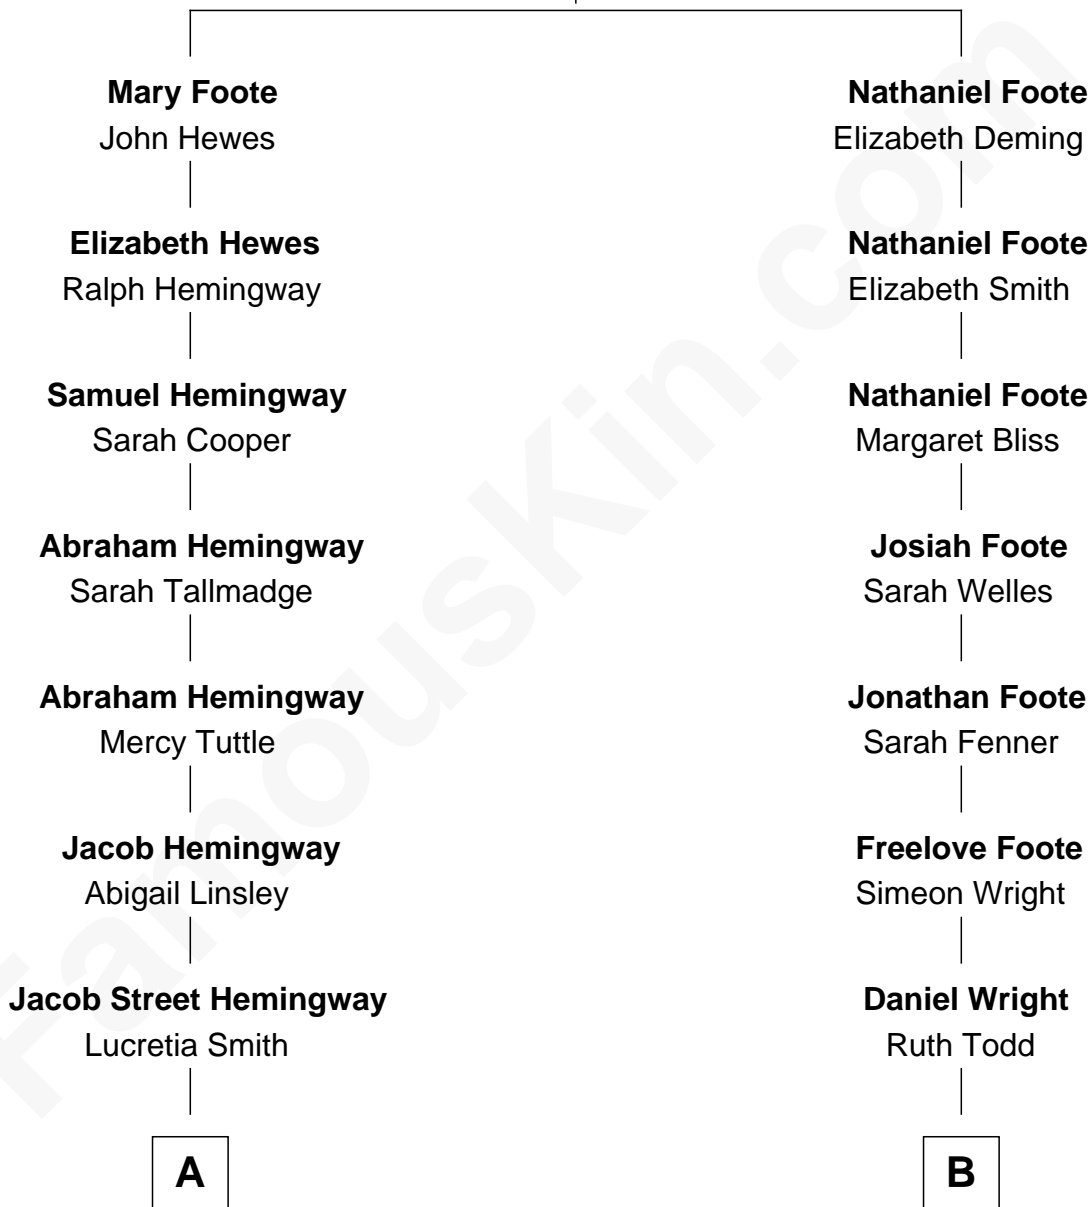 Mary Foote
John Hewes
Nathaniel Foote
Elizabeth Deming
Elizabeth Hewes
Ralph Hemingway
Nathaniel Foote
Elizabeth Smith
Samuel Hemingway
Sarah Cooper
Nathaniel Foote
Margaret Bliss
Abraham Hemingway
Sarah Tallmadge
Josiah Foote
Sarah Welles
Abraham Hemingway
Mercy Tuttle
Jonathan Foote
Sarah Fenner
Jacob Hemingway
Abigail Linsley
Freelove Foote
Simeon Wright
Jacob Street Hemingway
Lucretia Smith
Daniel Wright
Ruth Todd
A
B
FamousKin.com